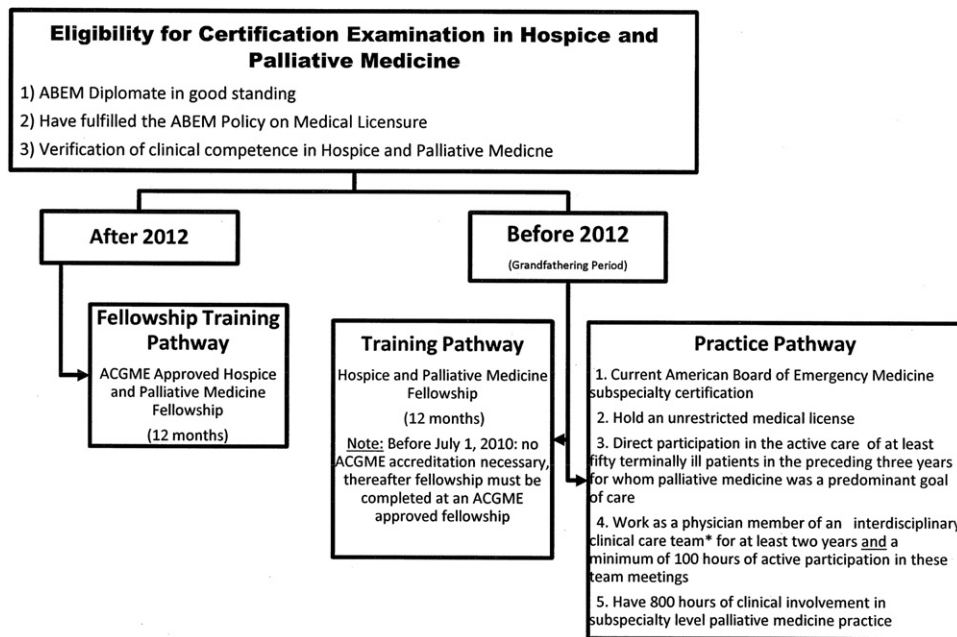 Eligibility for Certification Examination in Hospice and
Palliative Medicine
1) ABEM Diplomate in good standing
2) Have fulfilled the ABEM Policy on Medical Licensure
3) Verification of clinical competence in Hospice and Palliative Medicne
After 2012
Before 2012
(Grandfathering Period)
Fellowship Training
Pathway
ACGME Approved Hospice
and Palliative Medicine
Fellowship
(12 months)
Training Pathway
Hospice and Palliative Medicine
Fellowship
(12 months)
Note: Before July 1, 2010: no
ACGME accreditation necessary,
thereafter fellowship must be
completed at an ACGME
approved fellowship
Practice Pathway
1. Current American Board of Emergency Medicine
subspecialty certification
2. Hold an unrestricted medical license
3. Direct participation in the active care of at least
fifty terminally ill patients in the preceding three years
for whom palliative medicine was a predominant goal
of care
4. Work as a physician member of an interdisciplinary
clinical care team* for at least two years and a
minimum of 100 hours of active participation in these
team meetings
5. Have 800 hours of clinical involvement in
subspecialty level palliative medicine practice